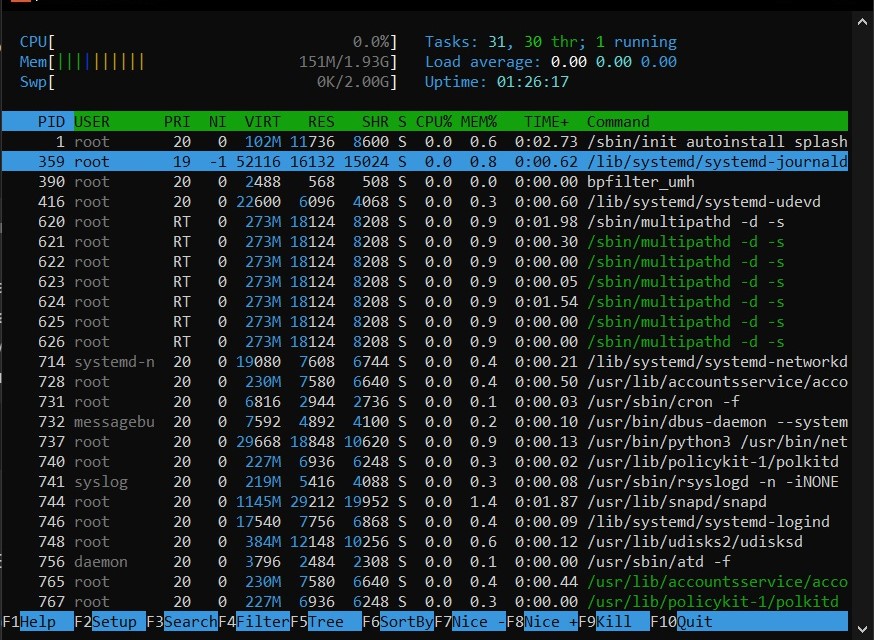 CPU[ 0.0%] Tasks: 31, 30 thr; 1 running
Mem[|||||||||| 151M/1.93G] Load average: 0.00 0.00 0.00
Swp[ 0K/2.00G] Uptime: 01:26:17
PID USER PRI NI VIRT RES SHR S CPU% MEM% TIME+ Command
1 root 20 0 102M 11736 8600 S 0.0 0.6 0:02.73 /sbin/init autoinstall splash
359 root 19 -1 52116 16132 15024 S 0.0 0.8 0:00.62 /lib/systemd/systemd-journald
390 root 20 0 2488 568 508 S 0.0 0.0 0:00.00 bpfilter_umh
416 root 20 0 22600 6096 4068 S 0.0 0.3 0:00.60 /lib/systemd/systemd-udevd
620 root RT 0 273M 18124 8208 S 0.0 0.9 0:01.98 /sbin/multipathd -d -s
621 root RT 0 273M 18124 8208 S 0.0 0.9 0:00.30 /sbin/multipathd -d -s
622 root RT 0 273M 18124 8208 S 0.0 0.9 0:00.00 /sbin/multipathd -d -s
623 root RT 0 273M 18124 8208 S 0.0 0.9 0:00.05 /sbin/multipathd -d -s
624 root RT 0 273M 18124 8208 S 0.0 0.9 0:01.54 /sbin/multipathd -d -s
625 root RT 0 273M 18124 8208 S 0.0 0.9 0:00.00 /sbin/multipathd -d -s
626 root RT 0 273M 18124 8208 S 0.0 0.9 0:00.00 /sbin/multipathd -d -s
714 systemd-n 20 0 19080 7608 6744 S 0.0 0.4 0:00.21 /lib/systemd/systemd-networkd
728 root 20 0 230M 7580 6640 S 0.0 0.4 0:00.50 /usr/lib/accountsservice/acco
731 root 20 0 6816 2944 2736 S 0.0 0.1 0:00.03 /usr/sbin/cron -f
732 messagebu 20 0 7592 4892 4100 S 0.0 0.2 0:00.10 /usr/bin/dbus-daemon --system
737 root 20 0 29668 18848 10620 S 0.0 0.9 0:00.13 /usr/bin/python3 /usr/bin/net
740 root 20 0 227M 6936 6248 S 0.0 0.3 0:00.02 /usr/lib/policykit-1/polkitd
741 syslog 20 0 219M 5416 4088 S 0.0 0.3 0:00.08 /usr/sbin/rsyslogd -n -iNONE
744 root 20 0 1145M 29212 19952 S 0.0 1.4 0:01.87 /usr/lib/snapd/snapd
746 root 20 0 17540 7756 6868 S 0.0 0.4 0:00.09 /lib/systemd/systemd-logind
748 root 20 0 384M 12148 10256 S 0.0 0.6 0:00.12 /usr/lib/udisks2/udisksd
756 daemon 20 0 3796 2484 2308 S 0.0 0.1 0:00.00 /usr/sbin/atd -f
765 root 20 0 230M 7580 6640 S 0.0 0.4 0:00.44 /usr/lib/accountsservice/acco
767 root 20 0 227M 6936 6248 S 0.0 0.3 0:00.00 /usr/lib/policykit-1/polkitd
F1Help F2Setup F3SearchF4FilterF5Tree F6SortByF7Nice -F8Nice +F9Kill F10Quit